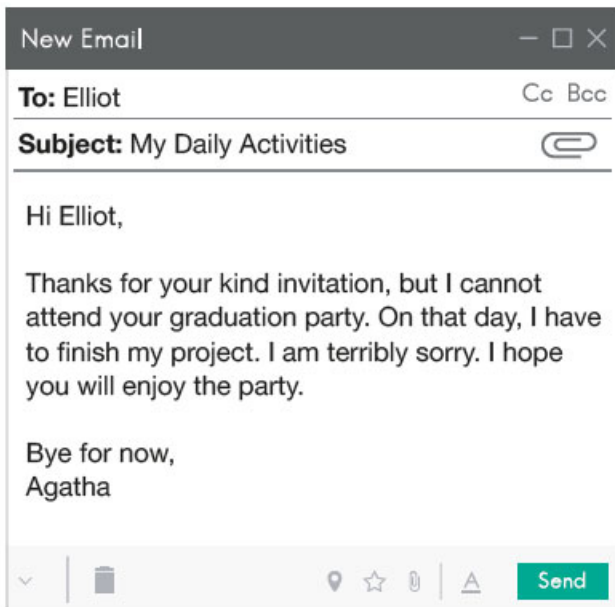 New Email
To: Elliot Cc Bcc
Subject: My Daily Activities
Hi Elliot,
Thanks for your kind invitation, but I cannot
attend your graduation party. On that day, I have
to finish my project. I am terribly sorry. I hope
you will enjoy the party.
Bye for now,
Agatha
A Send